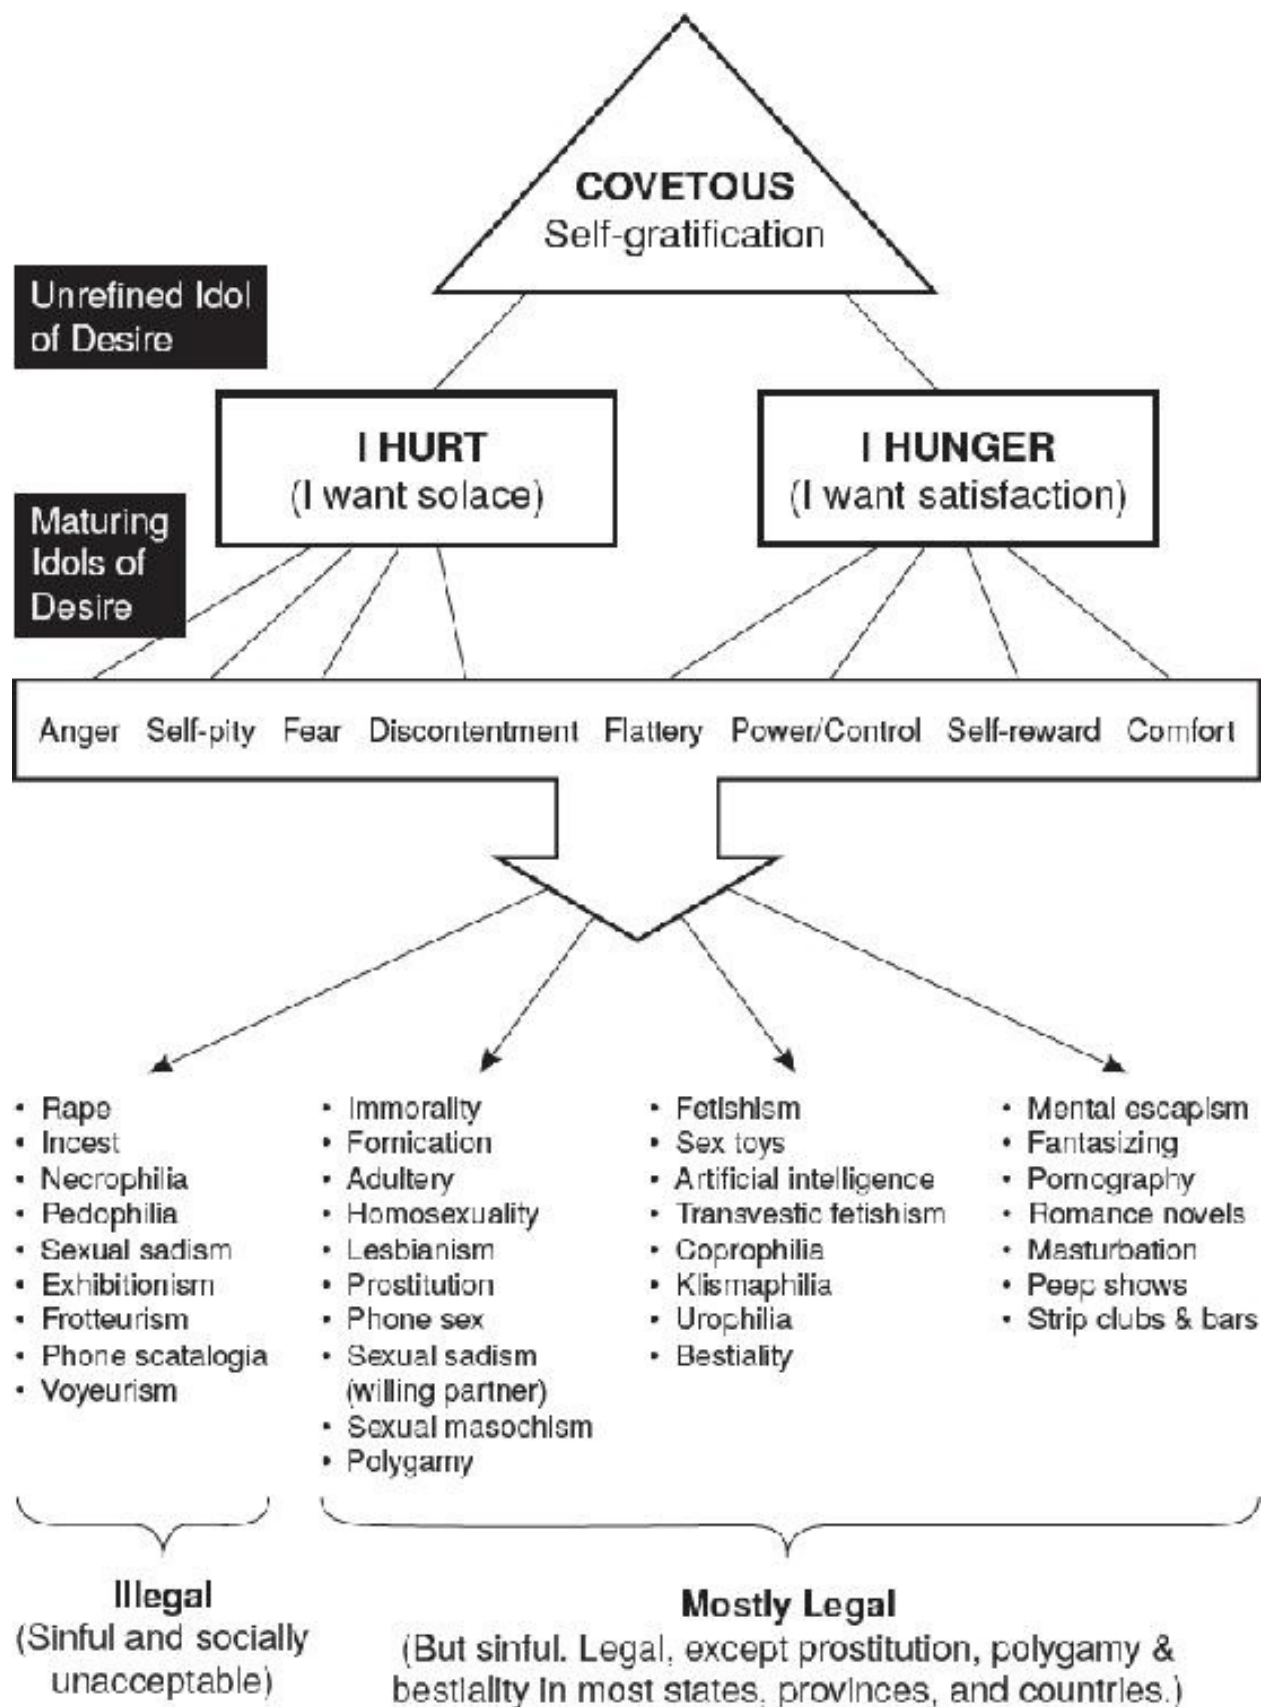 COVETOUS
Self-gratification
Unrefined Idol
of Desire
I HURT
(I want solace)
I HUNGER
(I want satisfaction)
Maturing
Idols of
Desire
Anger Self-pity Fear Discontentment Flattery Power/Control Self-reward Comfort
• Rape
• Incest
• Necrophilia
• Pedophilia
• Sexual sadism
• Exhibitionism
• Frotteurism
• Phone scatalogia
• Voyeurism
• Immorality
• Fornication
• Adultery
• Homosexuality
• Lesbianism
• Prostitution
• Phone sex
• Sexual sadism
(willing partner)
• Sexual masochism
• Polygamy
• Fetishism
• Sex toys
• Artificial intelligence
• Transvestic fetishism
• Coprophilia
• Klismaphilia
• Urophilia
• Bestiality
• Mental escapism
• Fantasizing
• Pornography
• Romance novels
• Masturbation
• Peep shows
• Strip clubs & bars
Illegal
(Sinful and socially
unacceptable)
Mostly Legal
(But sinful. Legal, except prostitution, polygamy &
bestiality in most states, provinces, and countries.)